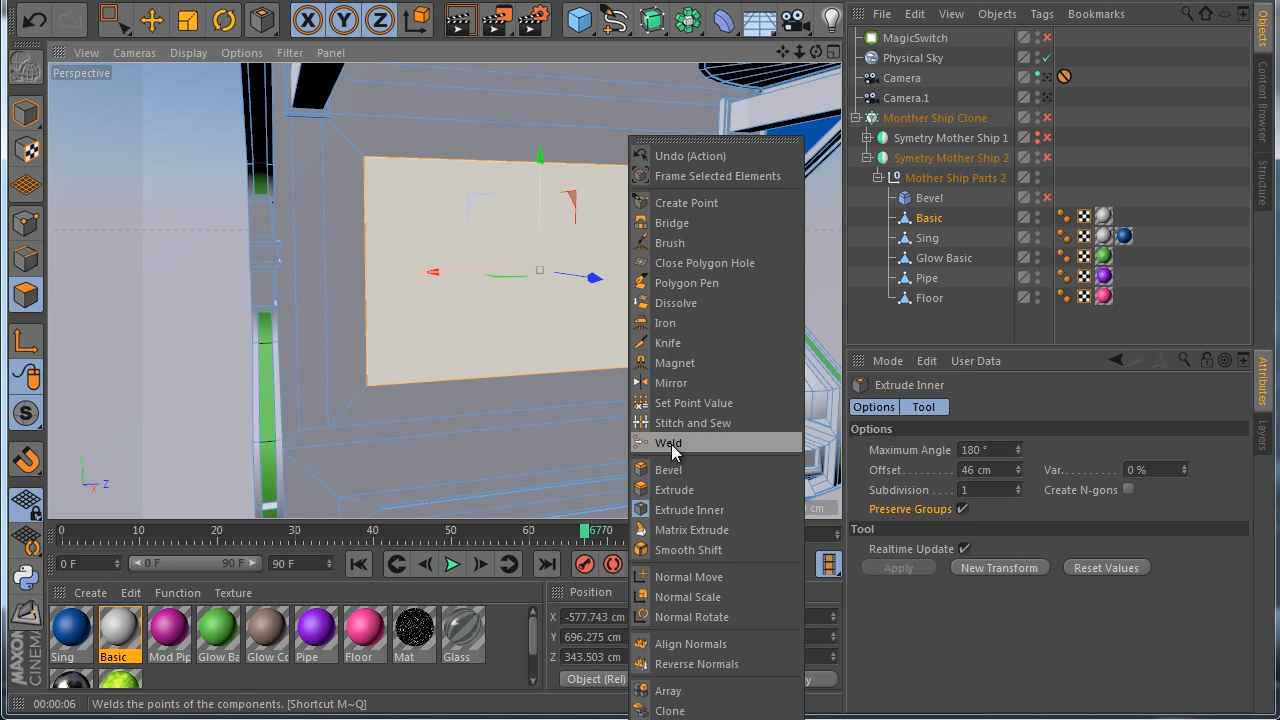 File Edit View Objects Tags Bookmarks
View Cameras Display Options Filter Panel
Perspective
MagicSwitch
Physical Sky
Camera
Camera.1
Monther Ship Clone
Symetry Mother Ship 1
Symetry Mother Ship 2
Mother Ship Parts 2
Bevel
Basic
Sing
Glow Basic
Pipe
Floor
Objects
Content Browser
Structure
Undo (Action)
Frame Selected Elements
Create Point
Bridge
Brush
Close Polygon Hole
Polygon Pen
Dissolve
Iron
Knife
Magnet
Mirror
Set Point Value
Stitch and Sew
Weld
Bevel
Extrude
Extrude Inner
Matrix Extrude
Smooth Shift
Normal Move
Normal Scale
Normal Rotate
Align Normals
Reverse Normals
Array
Clone
Mode Edit User Data
Extrude Inner
Options Tool
Options
Maximum Angle 180 °
Offset 46 cm Var. 0 %
Subdivision 1 Create N-gons
Preserve Groups
Tool
Realtime Update
Apply New Transform Reset Values
Attributes
Layers
X Y Z
cm
0 10 20 30 40 50 60 6770
0 F 0 F 90 F 90 F
Create Edit Function Texture
Sing Basic Mod Pip Glow Ba Glow Co Pipe Floor Mat Glass
Position
X -577.743 cm
Y 696.275 cm
Z 343.503 cm
Object (Rel)
MAXON
CINEMA
Y
X Z
00:00:06 Welds the points of the components. [Shortcut M~Q]